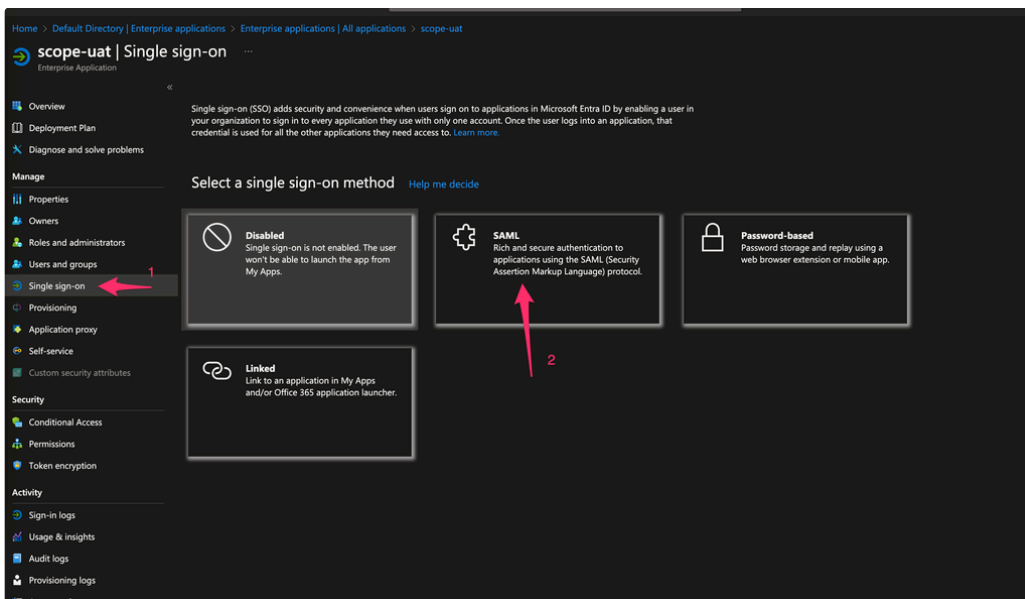 Home > Default Directory | Enterprise applications > Enterprise applications | All applications > scope-uat
scope-uat | Single sign-on ...
Enterprise Application
«
Overview
Deployment Plan
Diagnose and solve problems
Manage
Properties
Owners
Roles and administrators
Users and groups
1
Single sign-on
Provisioning
Application proxy
Self-service
Custom security attributes
Security
Conditional Access
Permissions
Token encryption
Activity
Sign-in logs
Usage & insights
Audit logs
Provisioning logs
Single sign-on (SSO) adds security and convenience when users sign on to applications in Microsoft Entra ID by enabling a user in
your organization to sign in to every application they use with only one account. Once the user logs into an application, that
credential is used for all the other applications they need access to. Learn more.
Select a single sign-on method Help me decide
Disabled
Single sign-on is not enabled. The user
won't be able to launch the app from
My Apps.
SAML
Rich and secure authentication to
applications using the SAML (Security
Assertion Markup Language) protocol.
2
Password-based
Password storage and replay using a
web browser extension or mobile app.
Linked
Link to an application in My Apps
and/or Office 365 application launcher.